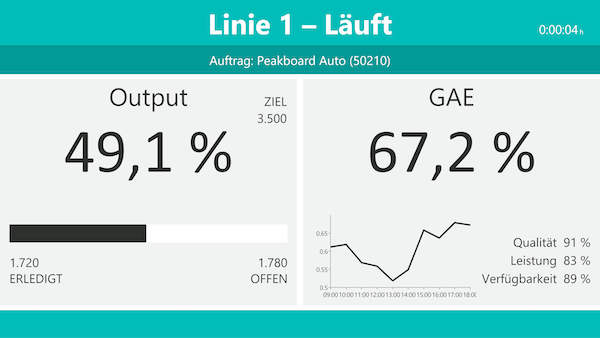 Linie 1 – Läuft
0:00:04 h
Auftrag: Peakboard Auto (50210)
Output
ZIEL
3.500
49,1 %
1.720
1.780
ERLEDIGT
OFFEN
GAE
67,2 %
0.65
0.6
0.55
0.5
09:00 10:00 11:00 12:00 13:00 14:00 15:00 16:00 17:00 18:00
Qualität 91 %
Leistung 83 %
Verfügbarkeit 89 %